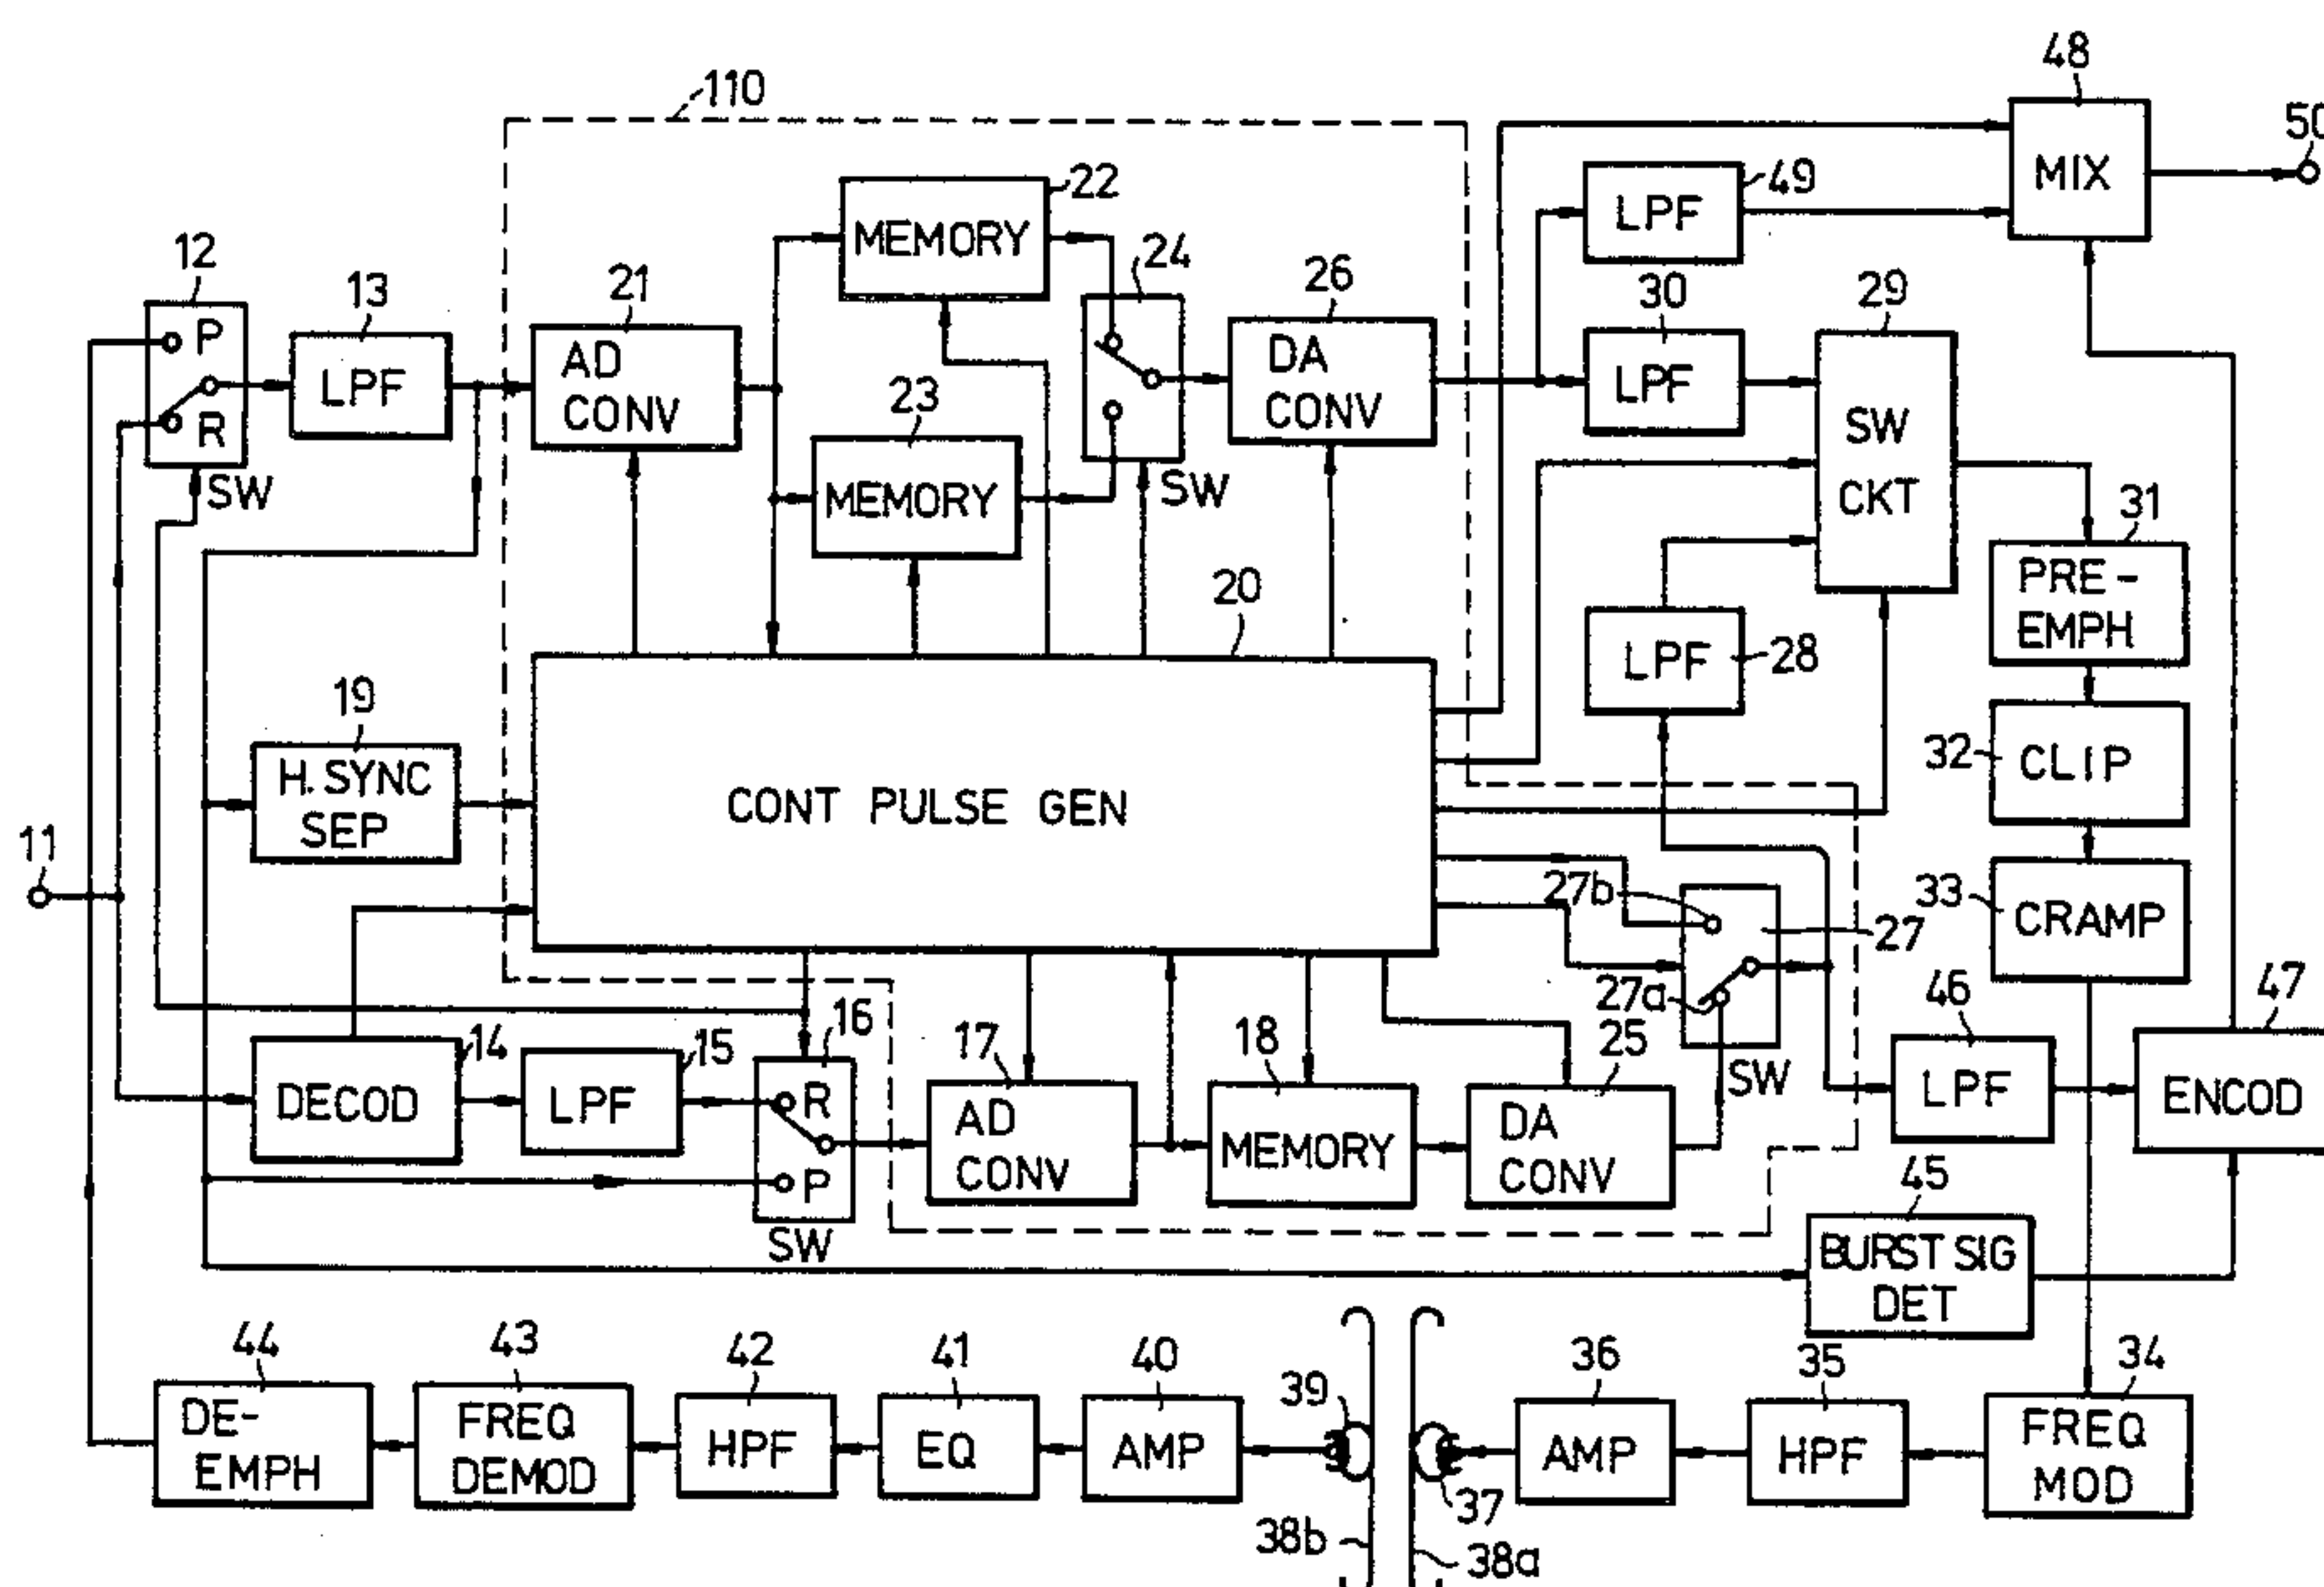 110
48
50
MIX
22
MEMORY
49
LPF
12
P
R
SW
13
LPF
21
AD
CONV
24
SW
26
DA
CONV
30
LPF
29
SW
CKT
23
MEMORY
31
PRE-
EMPH
20
CONT PULSE GEN
LPF
28
19
H. SYNC
SEP
32
CLIP
11
27b
27
27a
SW
33
CRAMP
14
DECOD
15
LPF
16
R
P
SW
17
AD
CONV
18
MEMORY
25
DA
CONV
46
LPF
47
ENCOD
45
BURST SIG
DET
44
DE-
EMPH
43
FREQ
DEMOD
42
HPF
41
EQ
40
AMP
39
37
36
AMP
35
HPF
34
FREQ
MOD
38b
38a